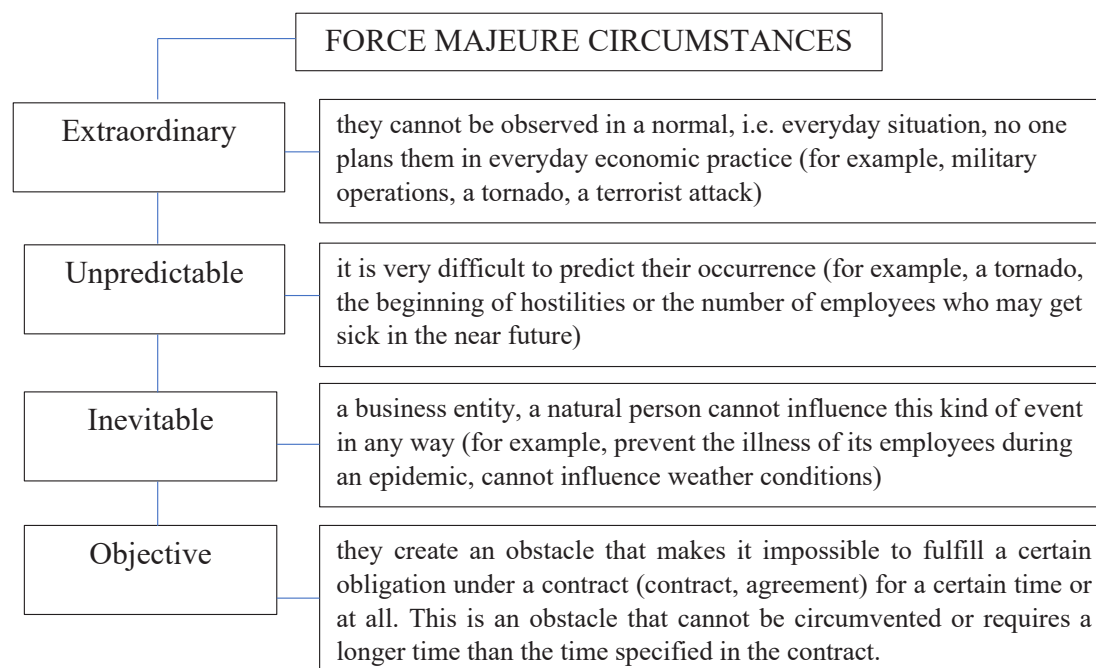 FORCE MAJEURE CIRCUMSTANCES
Extraordinary
they cannot be observed in a normal, i.e. everyday situation, no one
plans them in everyday economic practice (for example, military
operations, a tornado, a terrorist attack)
Unpredictable
it is very difficult to predict their occurrence (for example, a tornado,
the beginning of hostilities or the number of employees who may get
sick in the near future)
Inevitable
a business entity, a natural person cannot influence this kind of event
in any way (for example, prevent the illness of its employees during
an epidemic, cannot influence weather conditions)
Objective
they create an obstacle that makes it impossible to fulfill a certain
obligation under a contract (contract, agreement) for a certain time or
at all. This is an obstacle that cannot be circumvented or requires a
longer time than the time specified in the contract.